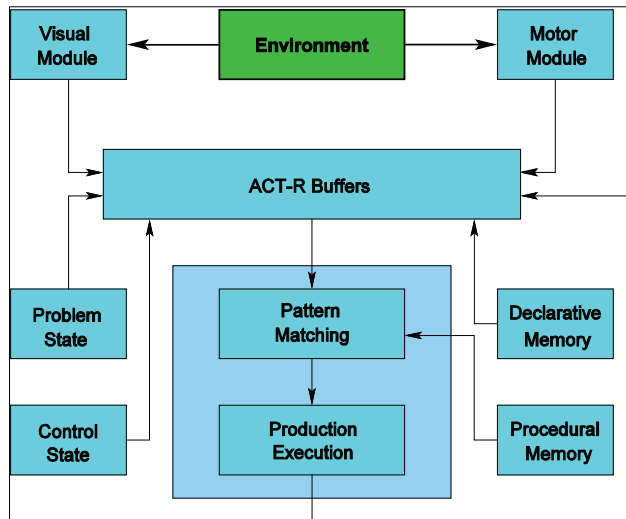 Visual
Module
Environment
Motor
Module
ACT-R Buffers
Problem
State
Pattern
Matching
Declarative
Memory
Control
State
Production
Execution
Procedural
Memory